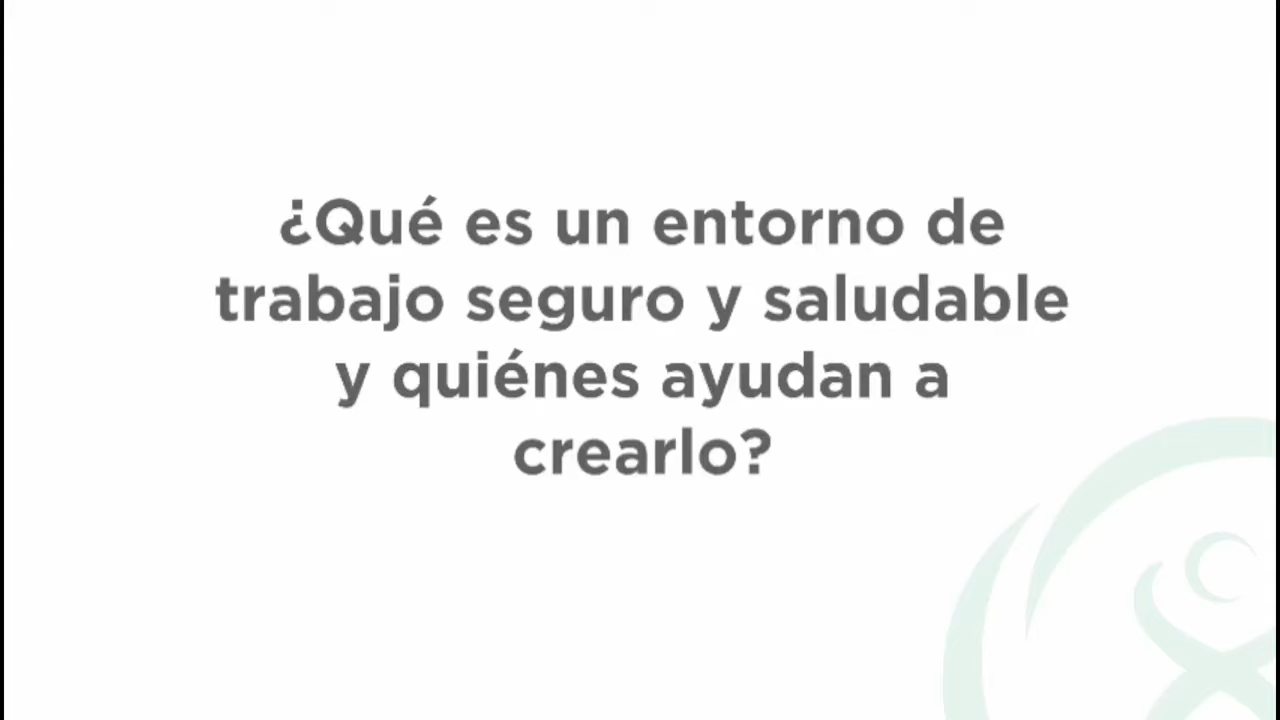 ¿Qué es un entorno de
trabajo seguro y saludable
y quiénes ayudan a
crearlo?